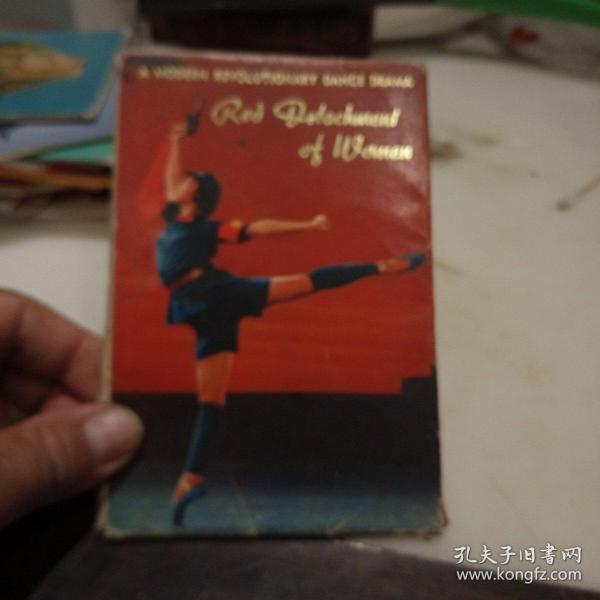 A MODERN REVOLUTIONARY DANCE DRAMA
Red Detachment
of Women
孔夫子旧书网
www.kongfz.com